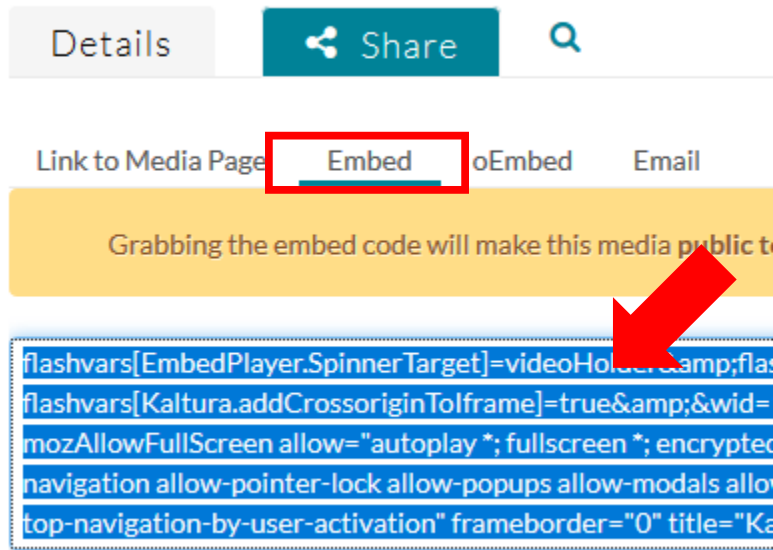 Details Share
Link to Media Page Embed oEmbed Email
Grabbing the embed code will make this media public
flashvars[EmbedPlayer.SpinnerTarget]=videoHolder&amp;flas
flashvars[Kaltura.addCrossoriginToIframe]=true&amp;&wid=
mozAllowFullScreen allow="autoplay *; fullscreen *; encrypted
navigation allow-pointer-lock allow-popups allow-modals allow
top-navigation-by-user-activation" frameborder="0" title="Ka